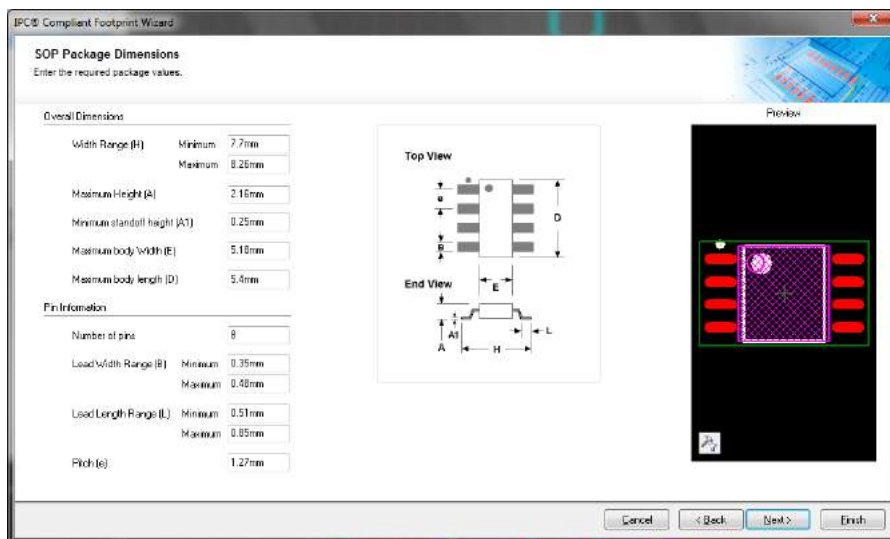 IPC® Compliant Footprint Wizard
SOP Package Dimensions
Enter the required package values.
Overall Dimensions
Width Range (H) Minimum 7.7mm
Maximum 8.26mm
Maximum Height (A) 2.16mm
Minimum standoff height (A1) 0.25mm
Maximum body Width (E) 5.18mm
Maximum body length (D) 5.4mm
Pin Information
Number of pins 8
Lead Width Range (B) Minimum 0.35mm
Maximum 0.48mm
Lead Length Range (L) Minimum 0.51mm
Maximum 0.85mm
Pitch (e) 1.27mm
Top View
e
D
B
E
End View
A1
L
A
H
Preview
Cancel
< Back
Next >
Finish